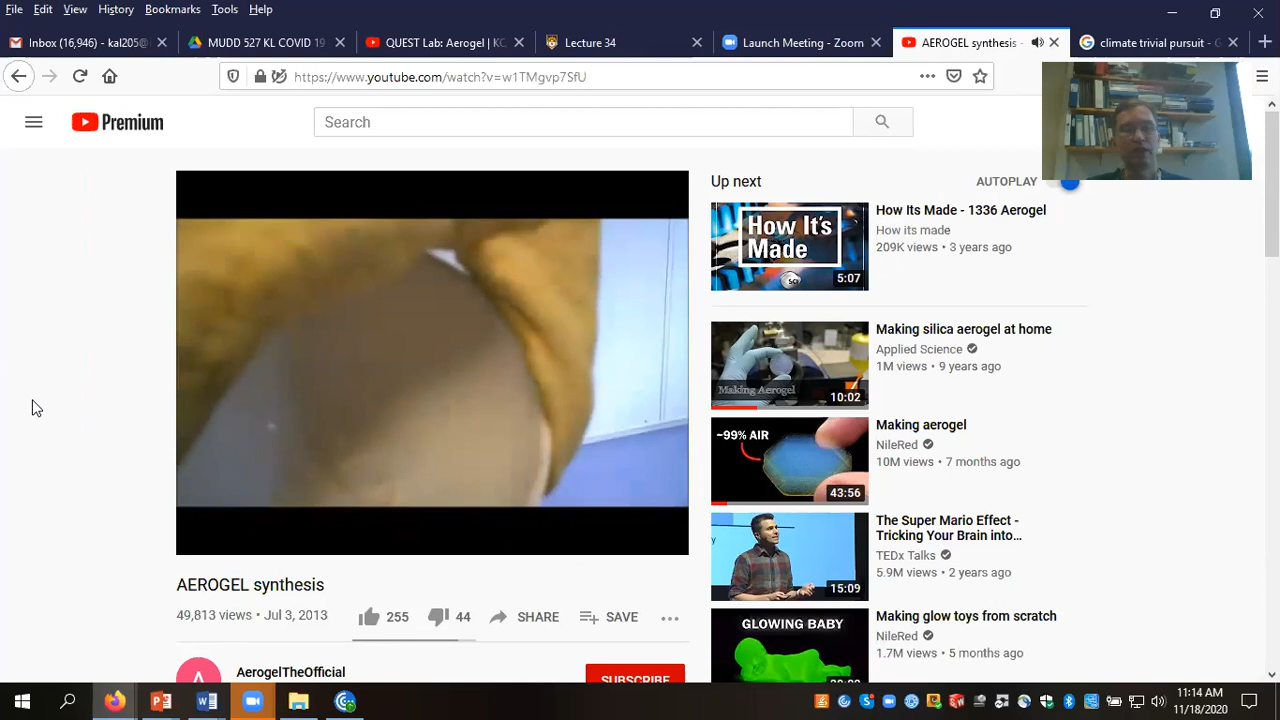 File Edit View History Bookmarks Tools Help
Inbox (16,946) - kal205@
MUDD 527 KL COVID 19
QUEST Lab: Aerogel | KC
Lecture 34
Launch Meeting - Zoom
AEROGEL synthesis -
climate trivial pursuit - G
https://www.youtube.com/watch?v=w1TMgvp7SfU
Premium
Search
Up next
AUTOPLAY
How It's Made
5:07
How Its Made - 1336 Aerogel
How its made
209K views • 3 years ago
Making Aerogel
10:02
Making silica aerogel at home
Applied Science
1M views • 9 years ago
~99% AIR
43:56
Making aerogel
NileRed
10M views • 7 months ago
15:09
The Super Mario Effect -
Tricking Your Brain into...
TEDx Talks
5.9M views • 2 years ago
GLOWING BABY
Making glow toys from scratch
NileRed
1.7M views • 5 months ago
AEROGEL synthesis
49,813 views • Jul 3, 2013
255
44
SHARE
SAVE
A
AerogelTheOfficial
SUBSCRIBE
11:14 AM
11/18/2020